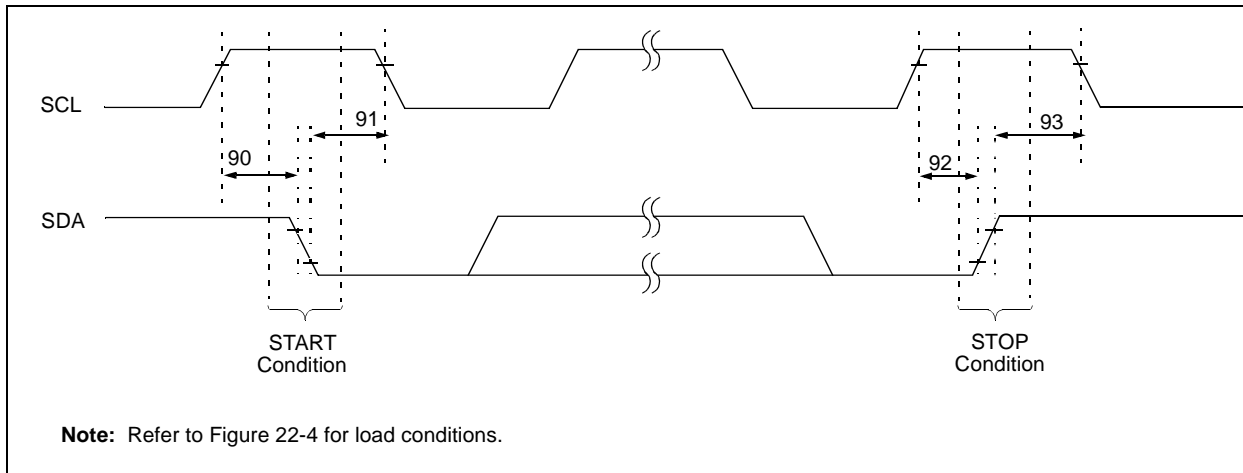 SCL
91
93
90
92
SDA
START
Condition
STOP
Condition
Note: Refer to Figure 22-4 for load conditions.